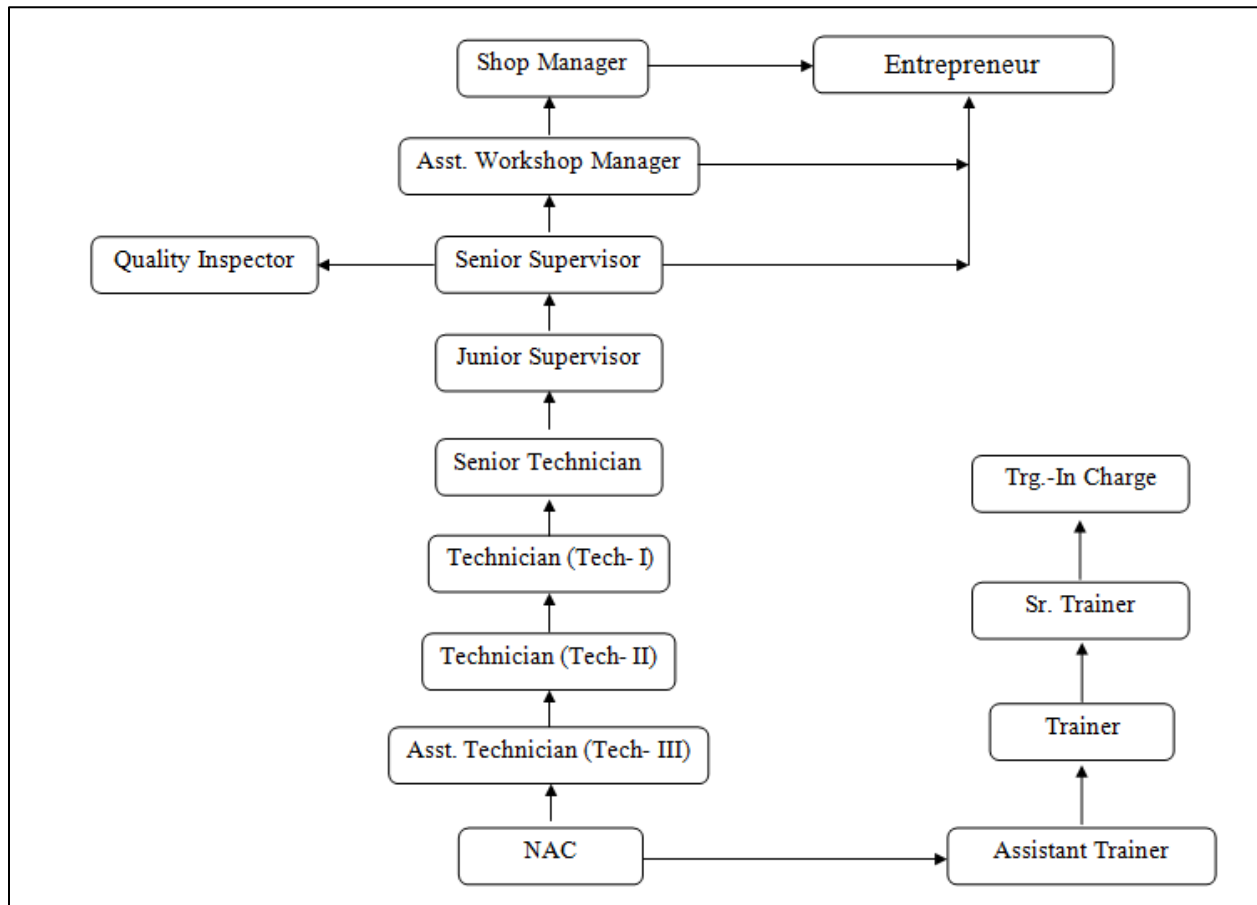 Shop Manager
Entrepreneur
Asst. Workshop Manager
Quality Inspector
Senior Supervisor
Junior Supervisor
Senior Technician
Trg.-In Charge
Technician (Tech- I)
Sr. Trainer
Technician (Tech- II)
Trainer
Asst. Technician (Tech- III)
NAC
Assistant Trainer